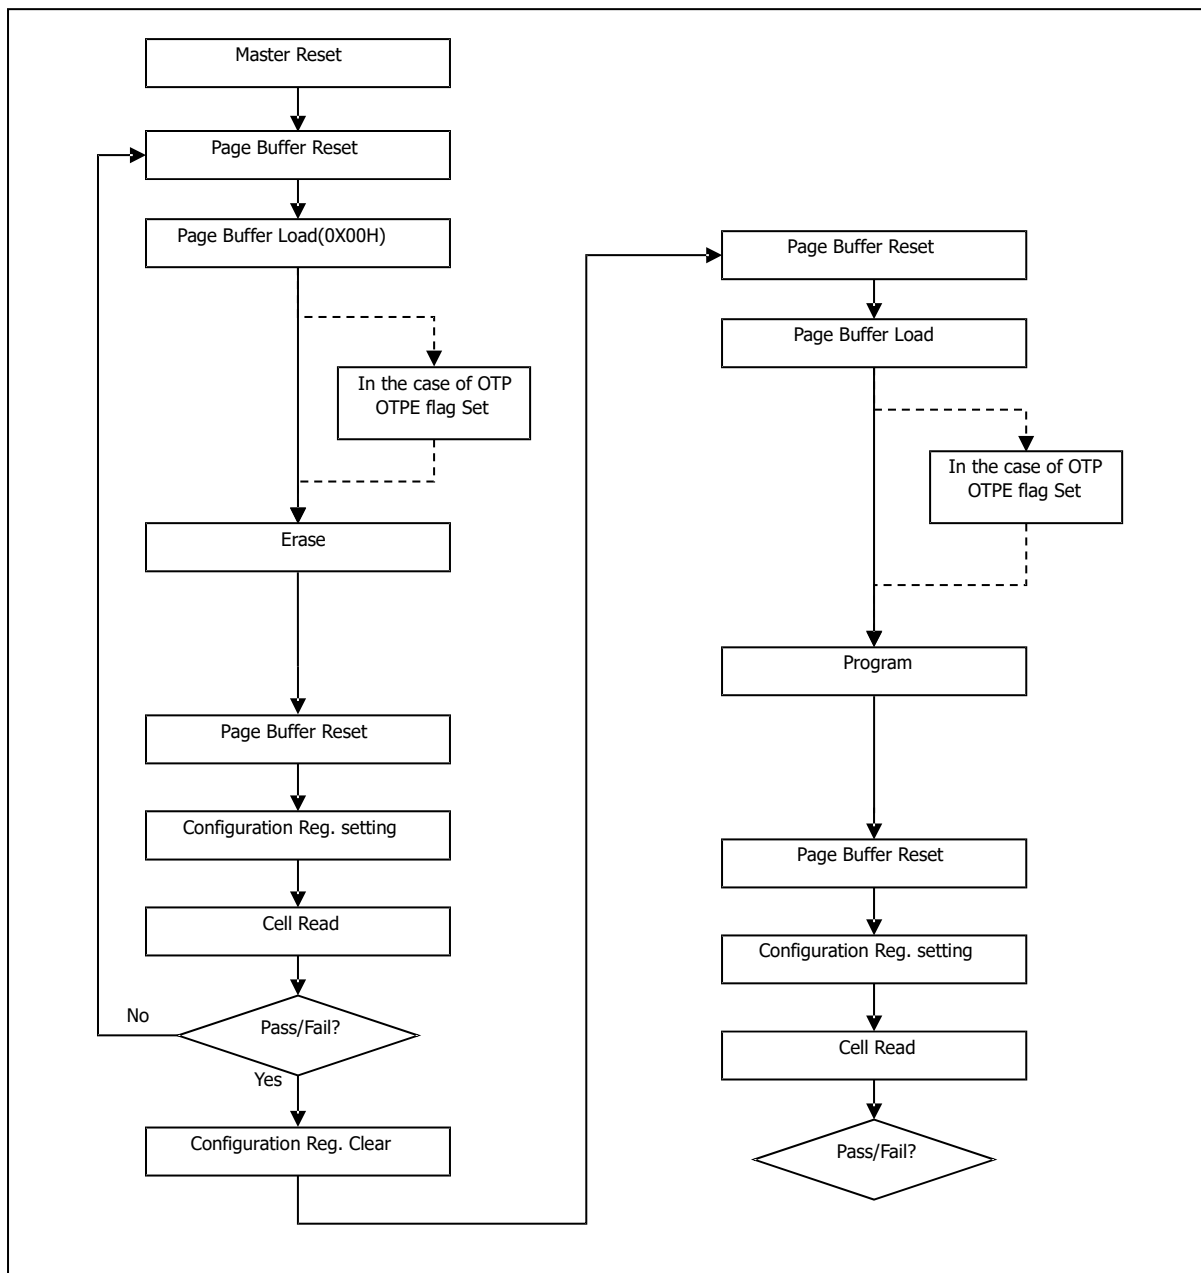 Master Reset
Page Buffer Reset
Page Buffer Load(0X00H)
In the case of OTP
OTPE flag Set
Erase
Page Buffer Reset
Configuration Reg. setting
Cell Read
Pass/Fail?
No
Yes
Configuration Reg. Clear
Page Buffer Reset
Page Buffer Load
In the case of OTP
OTPE flag Set
Program
Page Buffer Reset
Configuration Reg. setting
Cell Read
Pass/Fail?